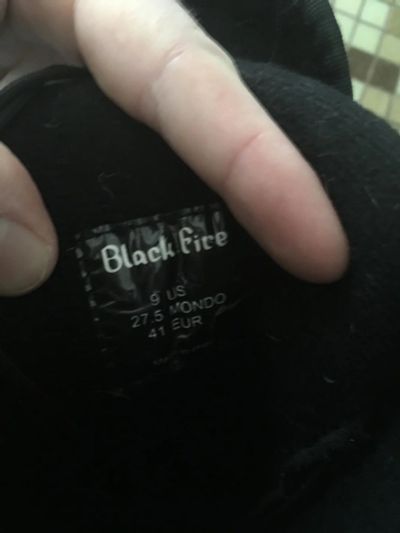 Black Fire
9 US
27.5 MONDO
41 EUR